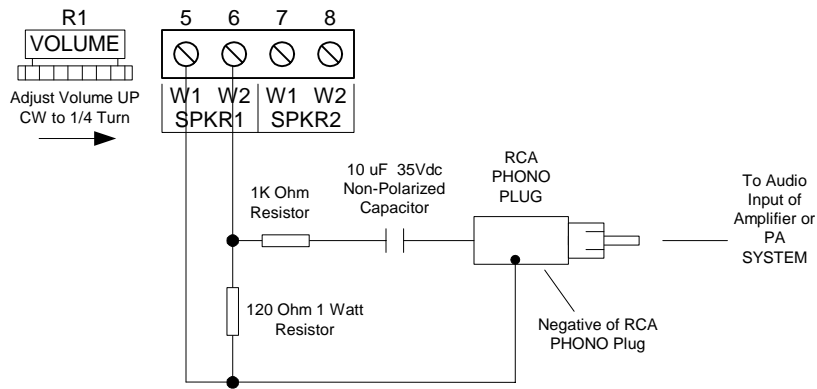 R1
VOLUME
Adjust Volume UP
CW to 1/4 Turn
5 6 7 8
W1 W2 W1 W2
SPKR1 SPKR2
1K Ohm
Resistor
10 uF 35Vdc
Non-Polarized
Capacitor
RCA
PHONO
PLUG
To Audio
Input of
Amplifier or
PA
SYSTEM
120 Ohm 1 Watt
Resistor
Negative of RCA
PHONO Plug